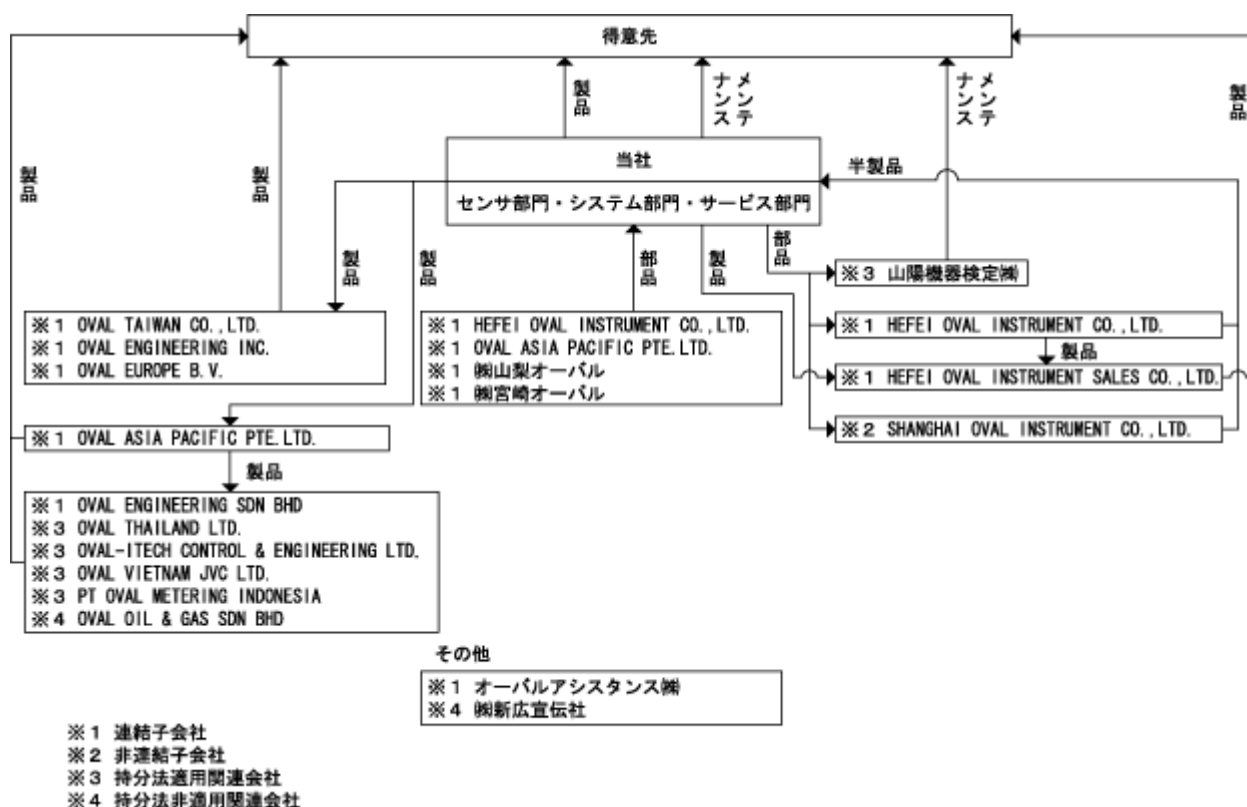 得意先
製品
メンテナンス
メンテナンス
製品
製品
製品
当社
センサ部門・システム部門・サービス部門
半製品
製品
製品
部品
製品
部品
※3 山陽機器検定㈱
※1 OVAL TAIWAN CO.,LTD.
※1 OVAL ENGINEERING INC.
※1 OVAL EUROPE B.V.
※1 HEFEI OVAL INSTRUMENT CO.,LTD.
※1 OVAL ASIA PACIFIC PTE.LTD.
※1 ㈱山梨オーバル
※1 ㈱宮崎オーバル
※1 HEFEI OVAL INSTRUMENT CO.,LTD.
製品
※1 HEFEI OVAL INSTRUMENT SALES CO.,LTD.
※2 SHANGHAI OVAL INSTRUMENT CO.,LTD.
※1 OVAL ASIA PACIFIC PTE.LTD.
製品
※1 OVAL ENGINEERING SDN BHD
※3 OVAL THAILAND LTD.
※3 OVAL-ITECH CONTROL & ENGINEERING LTD.
※3 OVAL VIETNAM JVC LTD.
※3 PT OVAL METERING INDONESIA
※4 OVAL OIL & GAS SDN BHD
その他
※1 オーバルアシスタンス㈱
※4 ㈱新広宣伝社
※1 連結子会社
※2 非連結子会社
※3 持分法適用関連会社
※4 持分法非適用関連会社